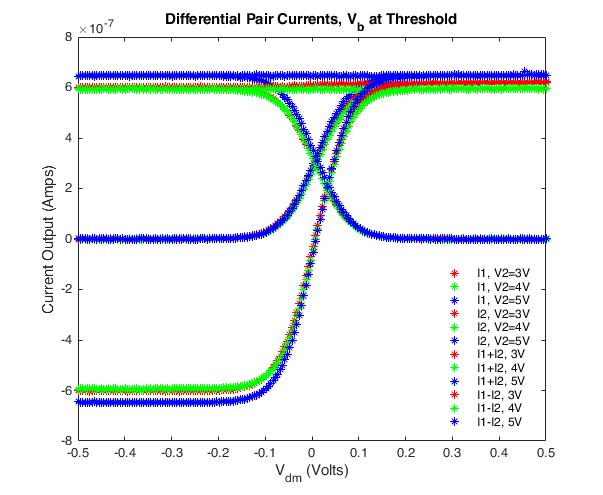 Differential Pair Currents, V_b at Threshold
×10^-7
8
6
4
2
0
-2
-4
-6
-8
Current Output (Amps)
-0.5 -0.4 -0.3 -0.2 -0.1 0 0.1 0.2 0.3 0.4 0.5
V_dm (Volts)
I1, V2=3V
I1, V2=4V
I1, V2=5V
I2, V2=3V
I2, V2=4V
I2, V2=5V
I1+I2, 3V
I1+I2, 4V
I1+I2, 5V
I1-I2, 3V
I1-I2, 4V
I1-I2, 5V